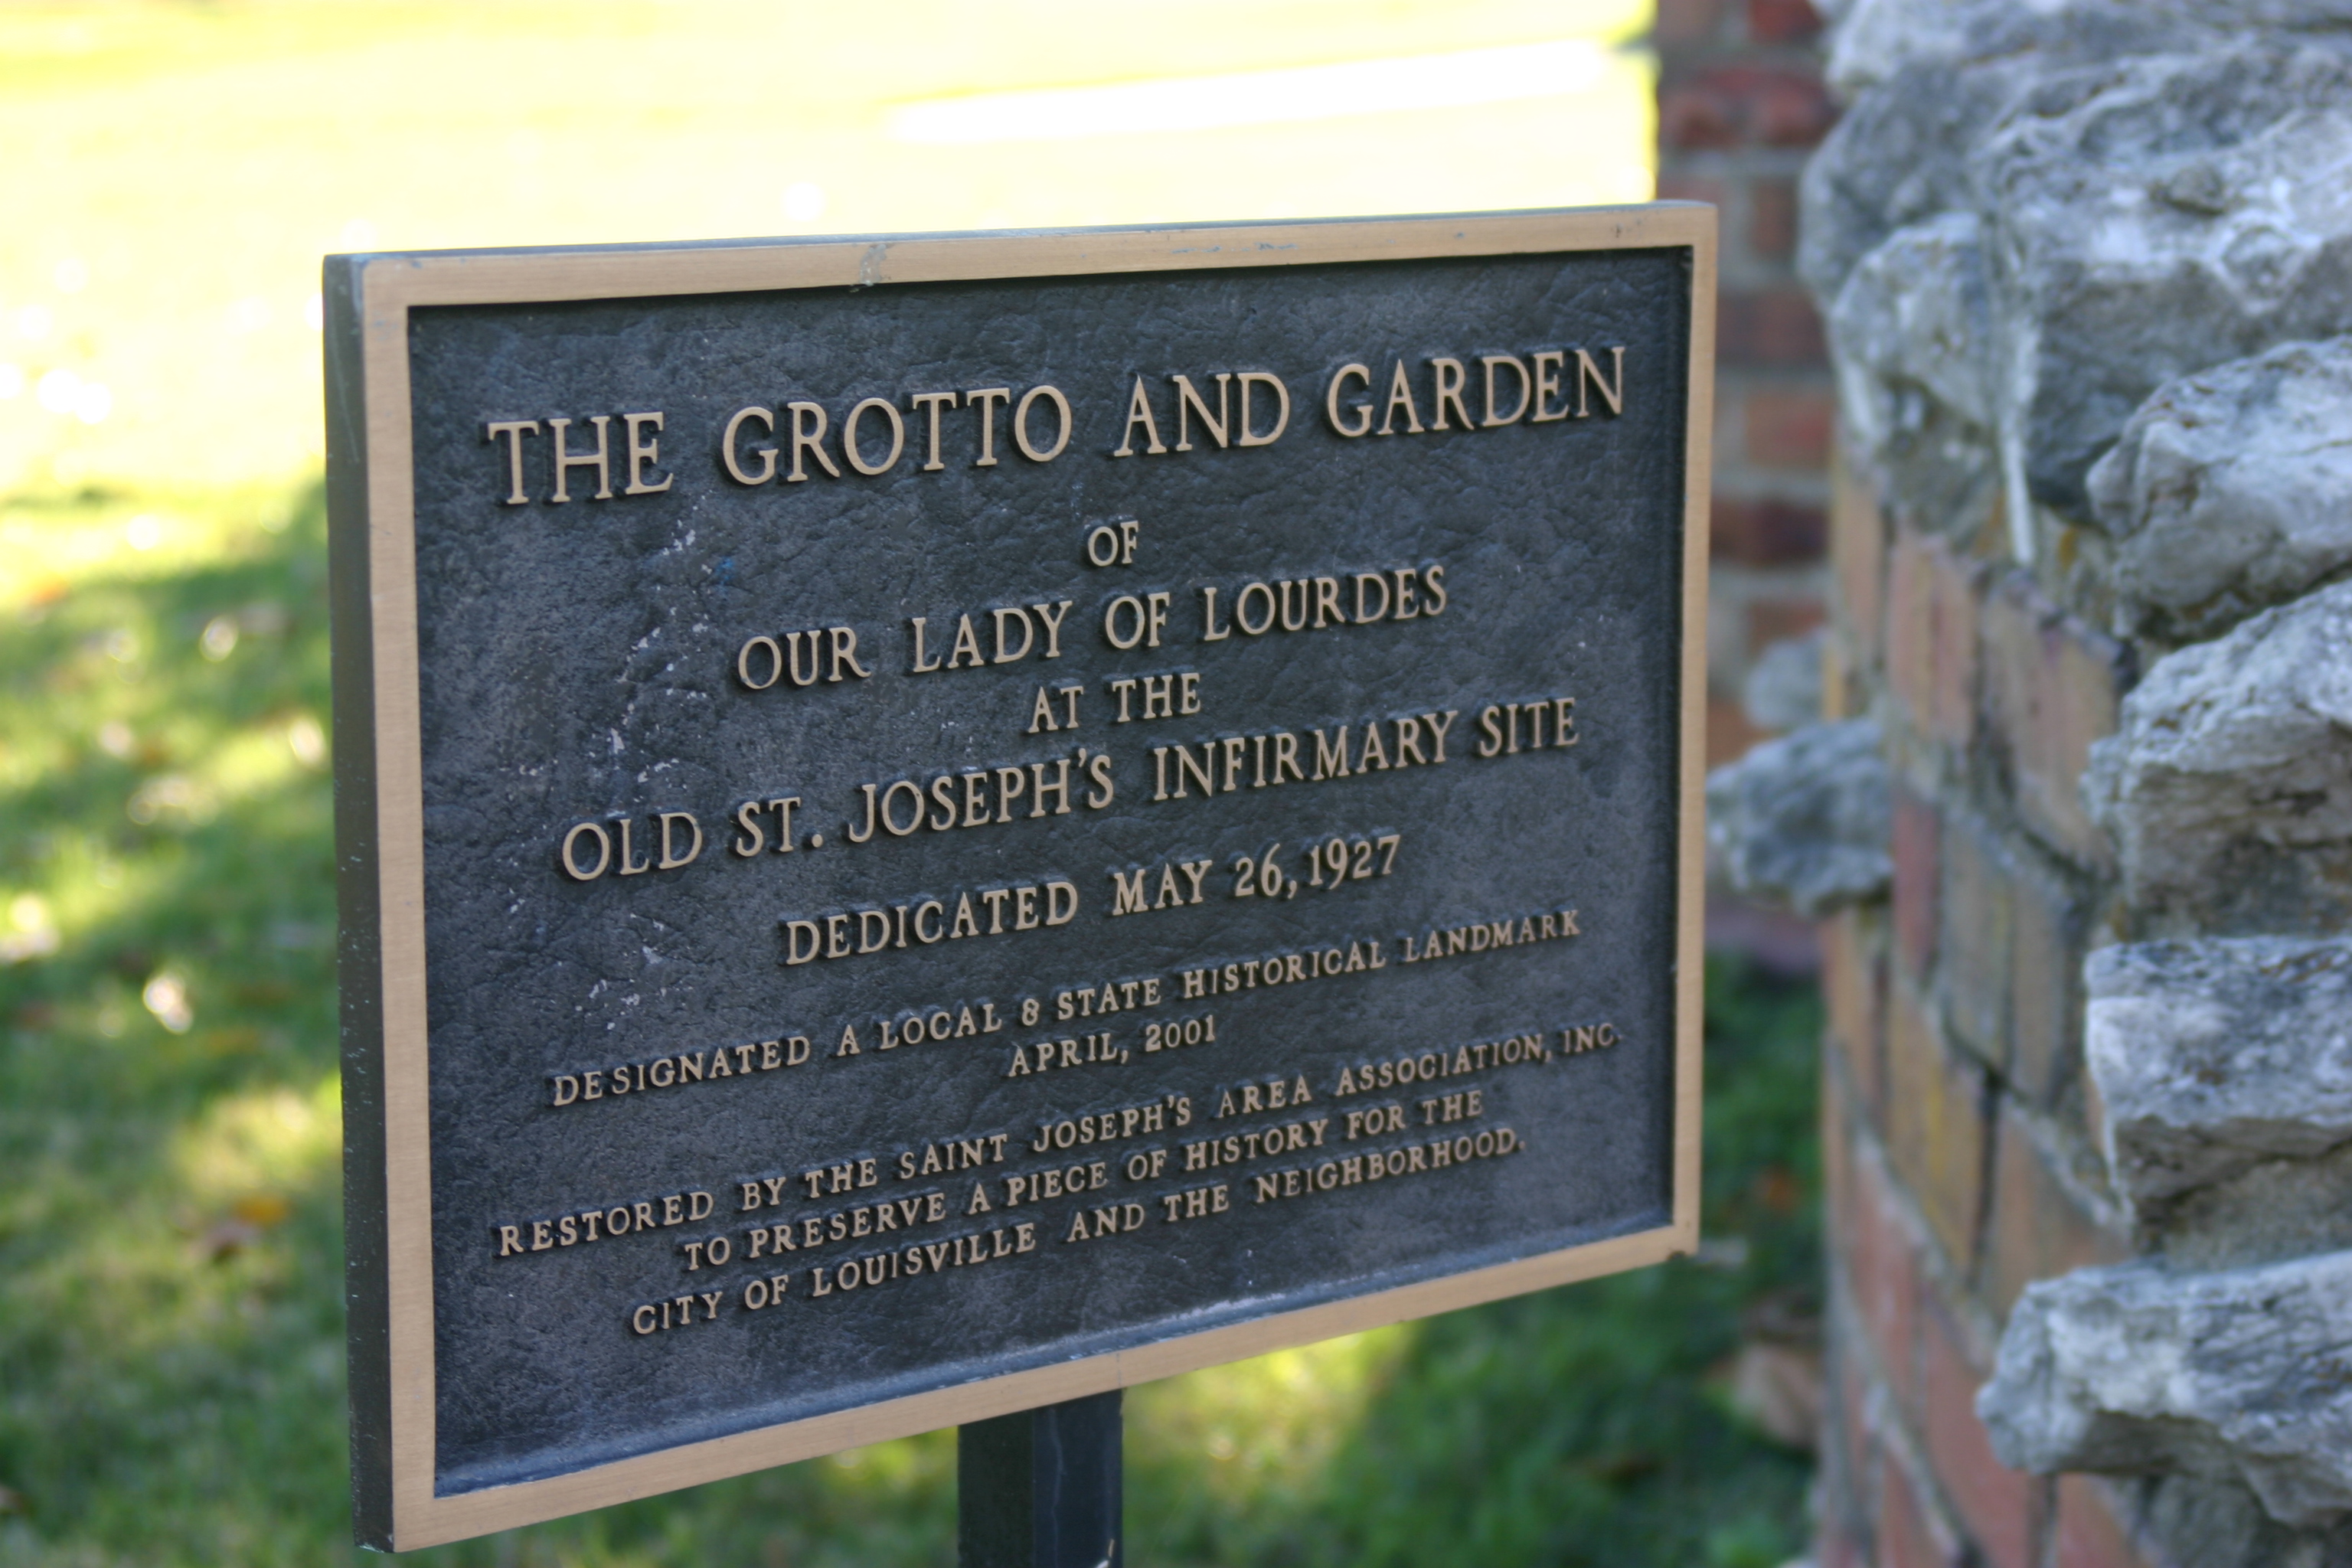 THE GROTTO AND GARDEN
OF
OUR LADY OF LOURDES
AT THE
OLD ST. JOSEPH'S INFIRMARY SITE
DEDICATED MAY 26, 1927
DESIGNATED A LOCAL & STATE HISTORICAL LANDMARK
APRIL, 2001
RESTORED BY THE SAINT JOSEPH'S AREA ASSOCIATION, INC.
TO PRESERVE A PIECE OF HISTORY FOR THE
CITY OF LOUISVILLE AND THE NEIGHBORHOOD.